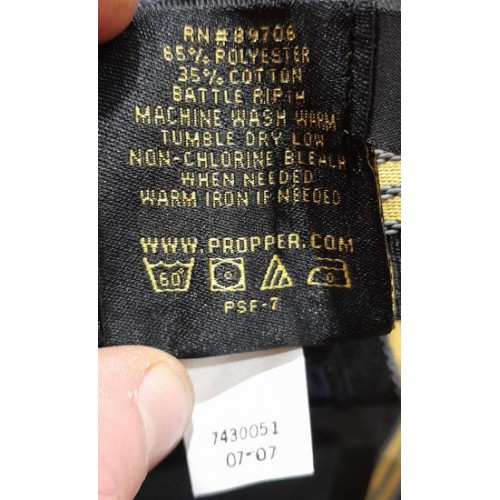 RN#89706
65% POLYESTER
35% COTTON
BATTLE RIPTH
MACHINE WASH WARM
TUMBLE DRY LOW
NON-CHLORINE BLEACH
WHEN NEEDED
WARM IRON IF NEEDED
WWW.PROPPER.COM
60°
PSF-7
7430051
07-07